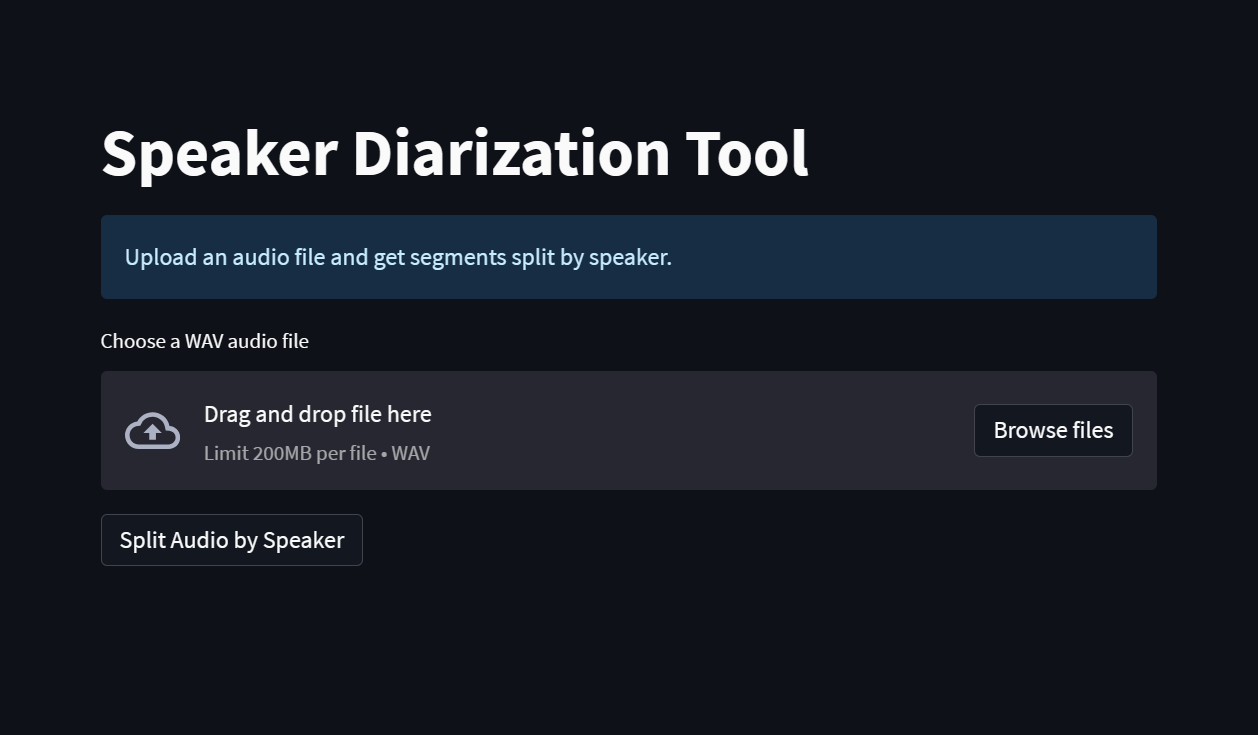 Speaker Diarization Tool
Upload an audio file and get segments split by speaker.
Choose a WAV audio file
Drag and drop file here
Limit 200MB per file • WAV
Browse files
Split Audio by Speaker